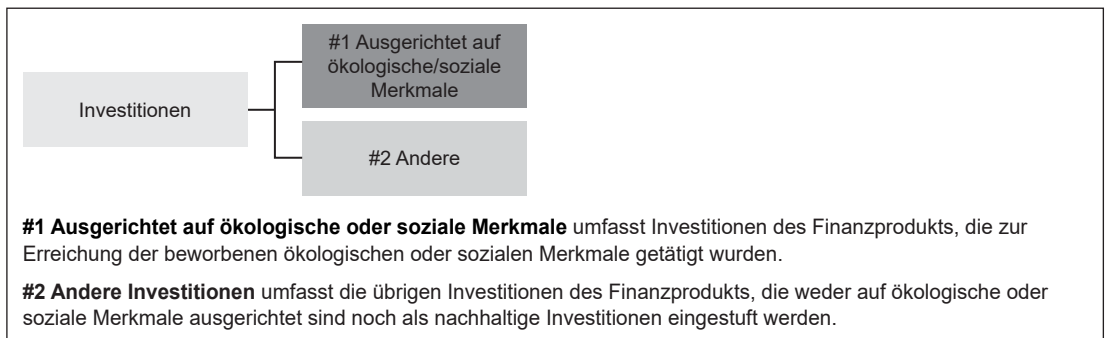 #1 Ausgerichtet auf
ökologische/soziale
Merkmale
Investitionen
#2 Andere
#1 Ausgerichtet auf ökologische oder soziale Merkmale umfasst Investitionen des Finanzprodukts, die zur
Erreichung der beworbenen ökologischen oder sozialen Merkmale getätigt wurden.
#2 Andere Investitionen umfasst die übrigen Investitionen des Finanzprodukts, die weder auf ökologische oder
soziale Merkmale ausgerichtet sind noch als nachhaltige Investitionen eingestuft werden.